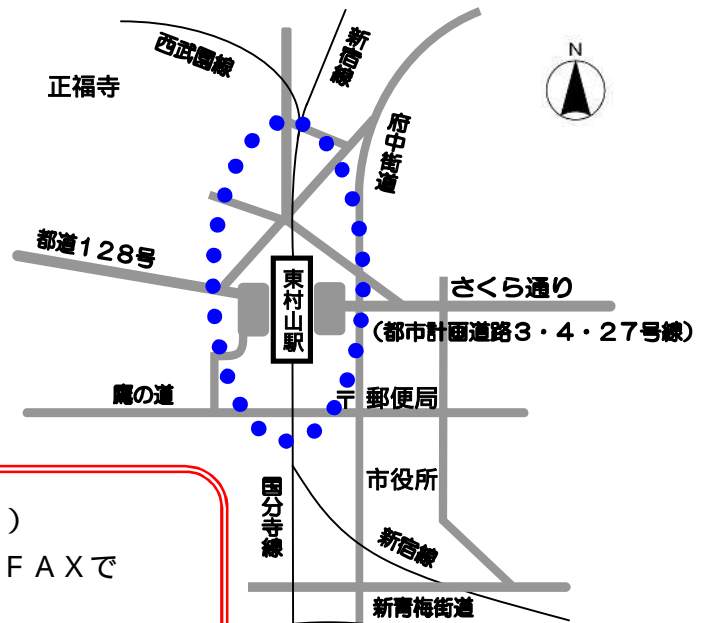 西武園線
新宿線
N
正福寺
府中街道
都道128号
東村山駅
さくら通り
（都市計画道路3・4・27号線）
鷹の道
〒 郵便局
国分寺線
市役所
新宿線
新青梅街道
）
ＦＡＸで